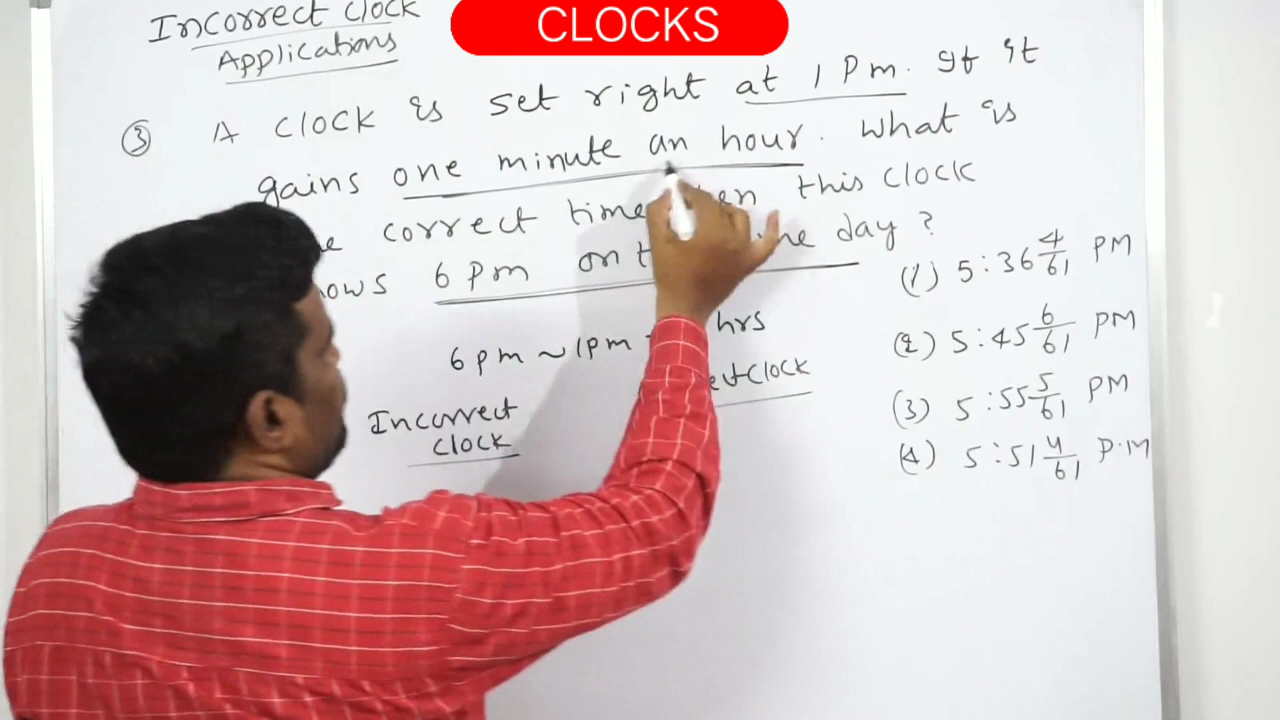 CLOCKS
Incorrect Clock
Applications
③ A clock is set right at 1 Pm. If it
gains one minute an hour. What is
correct time this clock
6 Pm on day ?
6 pm ~ 1pm hrs
Incorrect
clock
Clock
(1) 5:36 4/61 PM
(2) 5:45 6/61 PM
(3) 5:55 5/61 PM
(4) 5:51 4/61 P.M